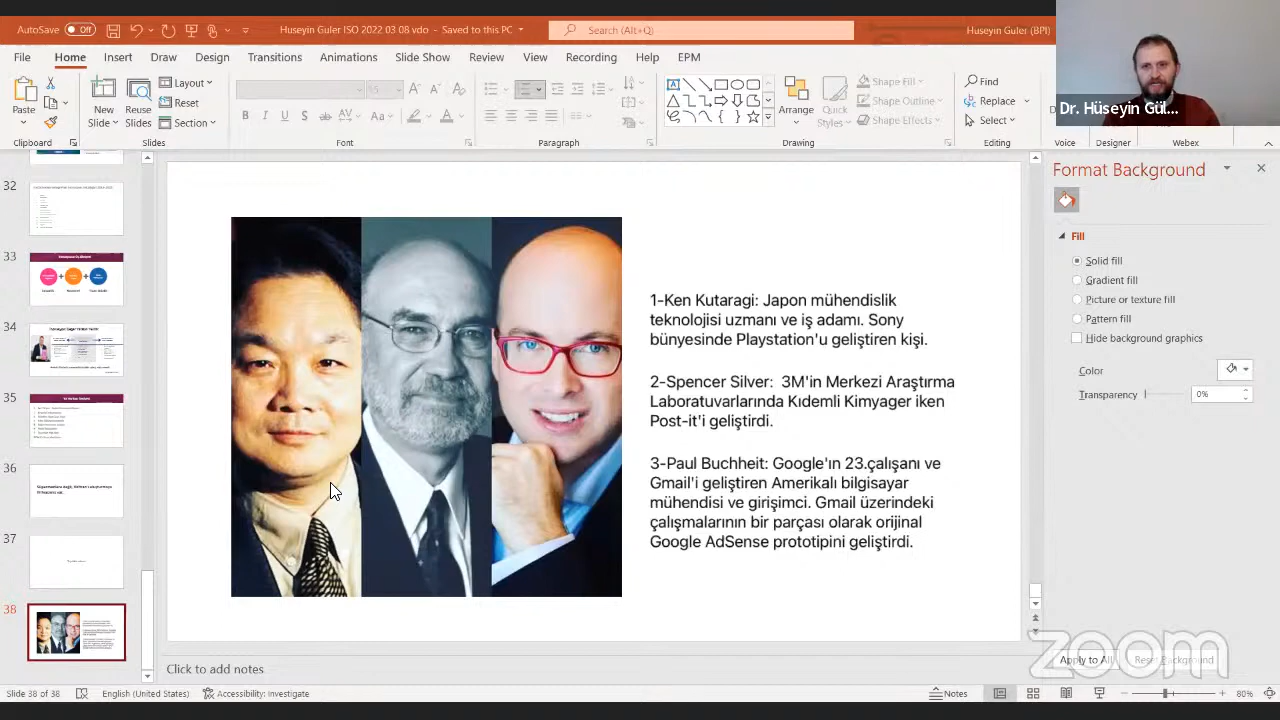 AutoSave Off
Huseyin Guler ISO 2022 03 08 vdo - Saved to this PC
Search (Alt+Q)
Huseyin Guler (BPI)
File Home Insert Draw Design Transitions Animations Slide Show Review View Recording Help EPM
Paste
New Slide
Reuse Slides
Layout
Reset
Section
Arrange
Quick Styles
Shape Fill
Shape Outline
Shape Effects
Find
Replace
Select
Clipboard Slides Font Paragraph Drawing Editing Voice Designer Webex
Dr. Hüseyin Gül...
32
33
34
35
36
37
38
1-Ken Kutaragi: Japon mühendislik
teknolojisi uzmanı ve iş adamı. Sony
bünyesinde Playstation'u geliştiren kişi.
2-Spencer Silver: 3M'in Merkezi Araştırma
Laboratuvarlarında Kıdemli Kimyager iken
Post-it'i geliştirdi.
3-Paul Buchheit: Google'ın 23.çalışanı ve
Gmail'i geliştiren Amerikalı bilgisayar
mühendisi ve girişimci. Gmail üzerindeki
çalışmalarının bir parçası olarak orijinal
Google AdSense prototipini geliştirdi.
Format Background
Fill
Solid fill
Gradient fill
Picture or texture fill
Pattern fill
Hide background graphics
Color
Transparency 0%
Apply to All
Reset Background
zoom
Click to add notes
Slide 38 of 38
English (United States)
Accessibility: Investigate
Notes
80%